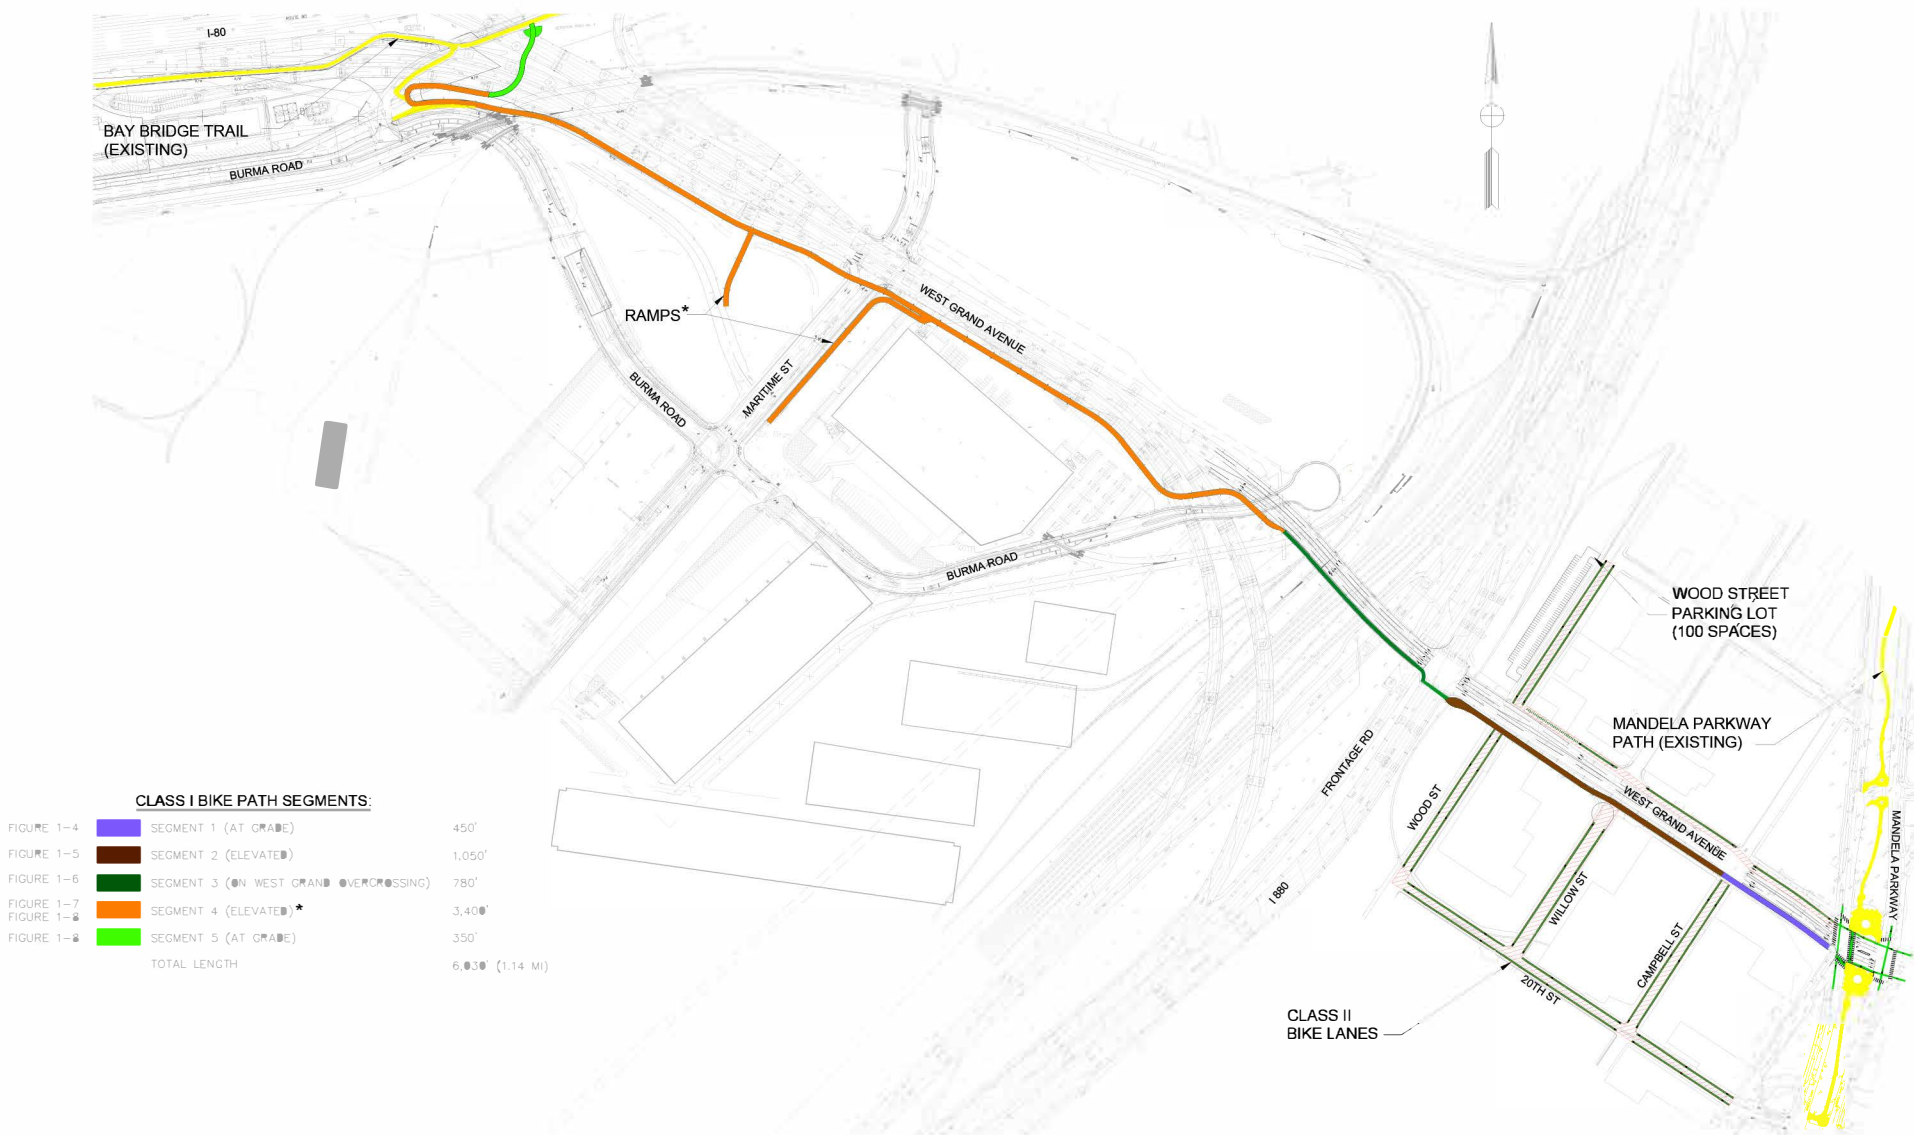 I-80
BAY BRIDGE TRAIL
(EXISTING)
BURMA ROAD
RAMPS*
WEST GRAND AVENUE
MARITIME ST
BURMA ROAD
BURMA ROAD
WOOD STREET
PARKING LOT
(100 SPACES)
MANDELA PARKWAY
PATH (EXISTING)
FRONTAGE RD
WOOD ST
WEST GRAND AVENUE
MANDELA PARKWAY
I 880
WILLOW ST
CAMPBELL ST
20TH ST
CLASS II
BIKE LANES
CLASS I BIKE PATH SEGMENTS:
FIGURE 1-4 SEGMENT 1 (AT GRADE) 450'
FIGURE 1-5 SEGMENT 2 (ELEVATED) 1,050'
FIGURE 1-6 SEGMENT 3 (ON WEST GRAND OVERCROSSING) 780'
FIGURE 1-7
FIGURE 1-8 SEGMENT 4 (ELEVATED)* 3,400'
FIGURE 1-8 SEGMENT 5 (AT GRADE) 350'
TOTAL LENGTH 6,030' (1.14 MI)